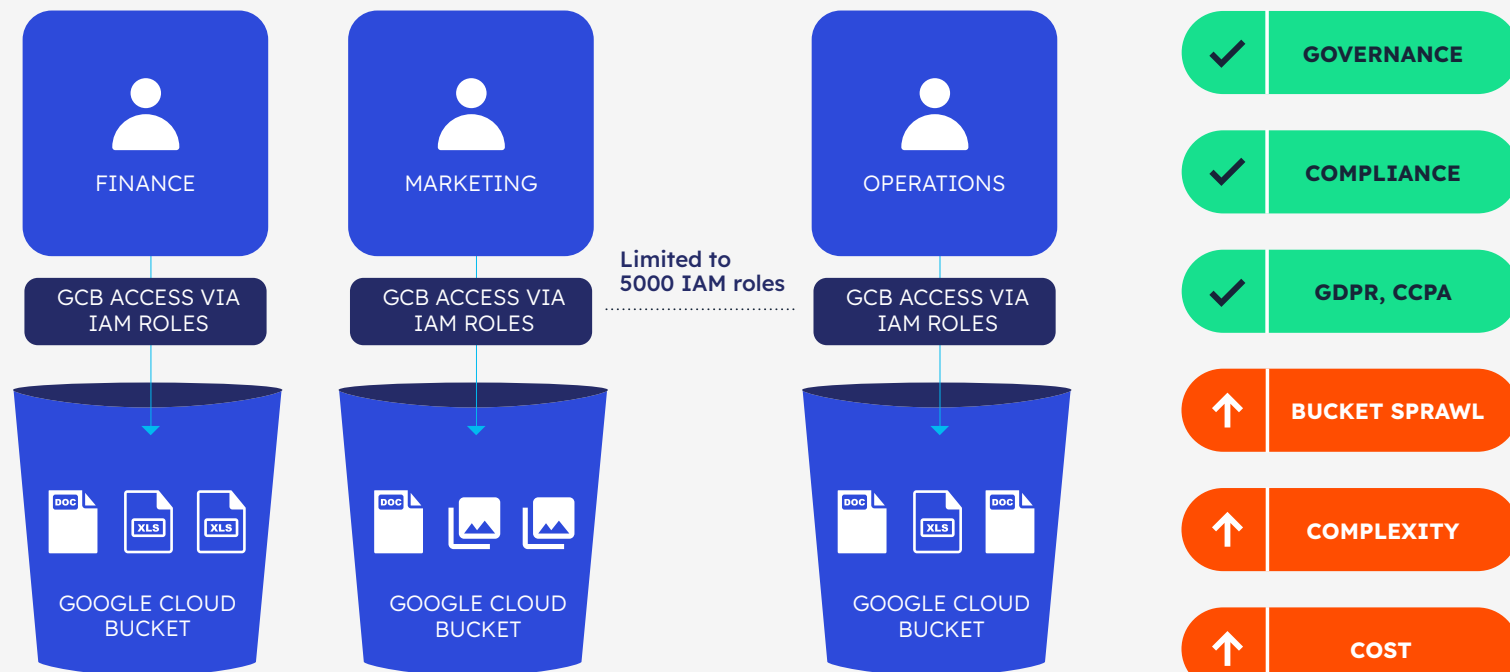 FINANCE
MARKETING
OPERATIONS
GCB ACCESS VIA
IAM ROLES
GCB ACCESS VIA
IAM ROLES
Limited to
5000 IAM roles
GCB ACCESS VIA
IAM ROLES
DOC
XLS
XLS
GOOGLE CLOUD
BUCKET
DOC
GOOGLE CLOUD
BUCKET
DOC
XLS
DOC
GOOGLE CLOUD
BUCKET
GOVERNANCE
COMPLIANCE
GDPR, CCPA
BUCKET SPRAWL
COMPLEXITY
COST